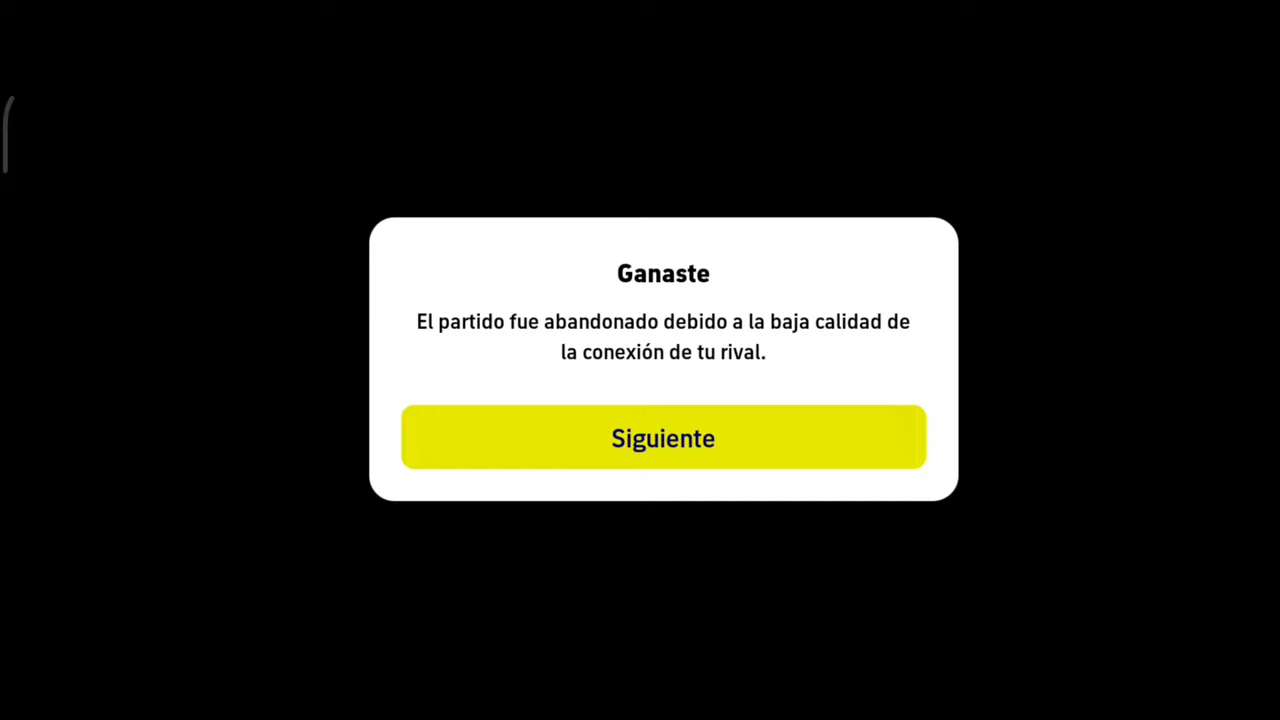 Ganaste
El partido fue abandonado debido a la baja calidad de
la conexión de tu rival.
Siguiente